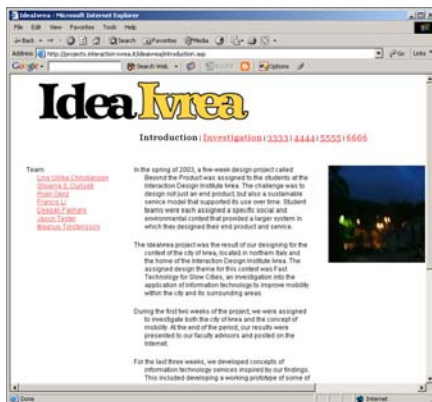 IdeaIvrea - Microsoft Internet Explorer
File Edit View Favorites Tools Help
Back Search Favorites Media
Address http://projects.interaction-ivrea.it/ideaivrea/introduction.asp Go Links
Google Search Web Options
IdeaIvrea
Introduction | Investigation | 3333 | 4444 | 5555 | 6666
Team:
Francis Li
Jason Tester
Magnus Torstensson
In the spring of 2003, a five-week design project called
Beyond the Product was assigned to the students at the
Interaction Design Institute Ivrea. The challenge was to
design not just an end product, but also a sustainable
service model that supported its use over time. Student
teams were each assigned a specific social and
environmental context that provided a larger system in
which they designed their end product and service.
The IdeaIvrea project was the result of our designing for the
context of the city of Ivrea, located in northern Italy and
the home of the Interaction Design Institute Ivrea. The
assigned design theme for this context was Fast
Technology for Slow Cities, an investigation into the
application of information technology to improve mobility
within the city and its surrounding areas.
During the first two weeks of the project, we were assigned
to investigate both the city of Ivrea and the concept of
mobility. At the end of the period, our results were
presented to our faculty advisors and posted on the
Internet.
For the last three weeks, we developed concepts of
information technology services inspired by our findings.
This included developing a working prototype of some of
Done Internet